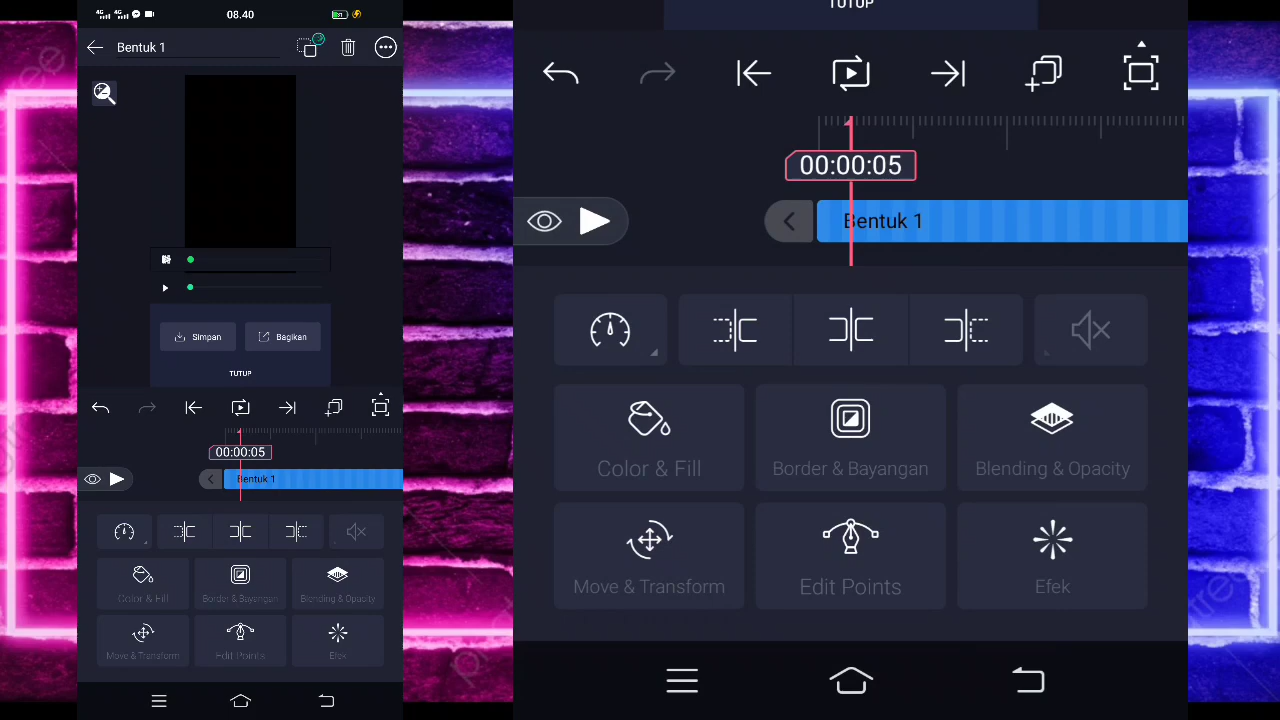 4G 4G 08.40
Bentuk 1
Simpan
Bagikan
TUTUP
00:00:05
Bentuk 1
Color & Fill
Border & Bayangan
Blending & Opacity
Move & Transform
Edit Points
Efek
TUTUP
00:00:05
Bentuk 1
Color & Fill
Border & Bayangan
Blending & Opacity
Move & Transform
Edit Points
Efek